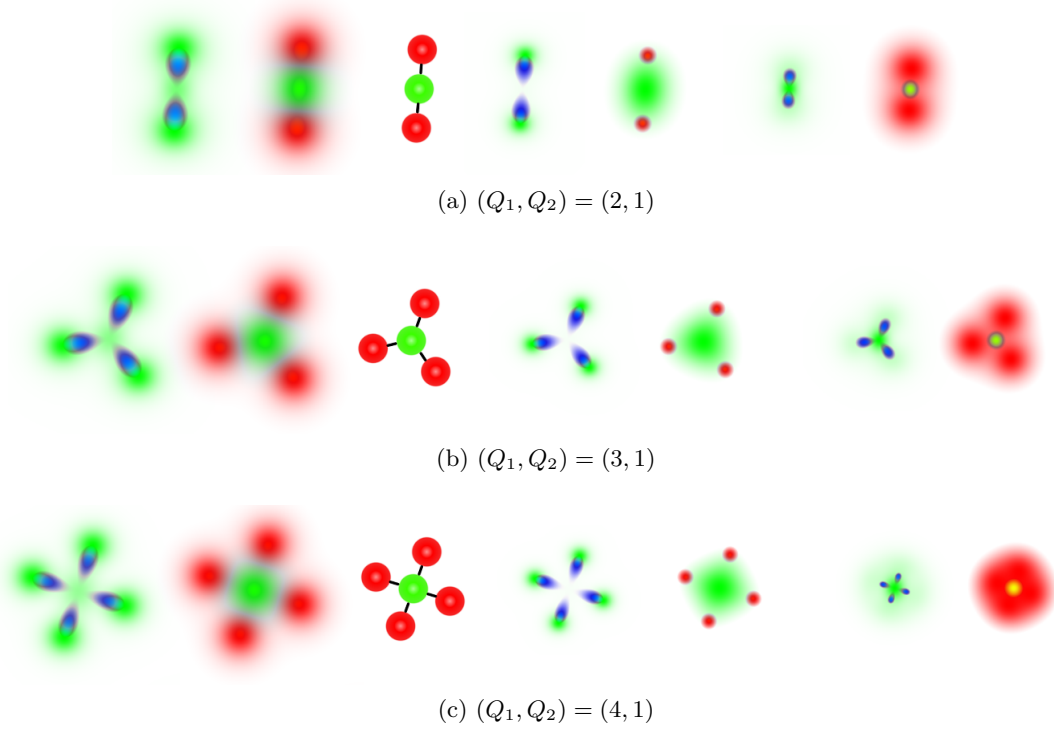 (a) (Q₁, Q₂) = (2, 1)
(b) (Q₁, Q₂) = (3, 1)
(c) (Q₁, Q₂) = (4, 1)